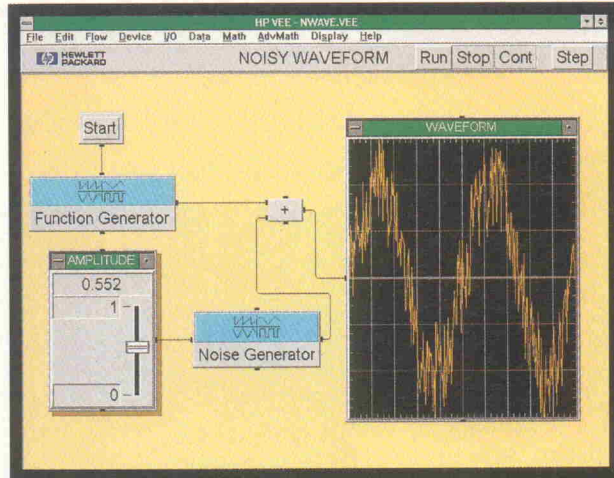 HP VEE - NWAVE.VEE
File Edit Flow Device I/O Data Math AdvMath Display Help
hp HEWLETT PACKARD NOISY WAVEFORM Run Stop Cont Step
Start
WAVEFORM
Function Generator
+
AMPLITUDE
0.552
1
Noise Generator
0